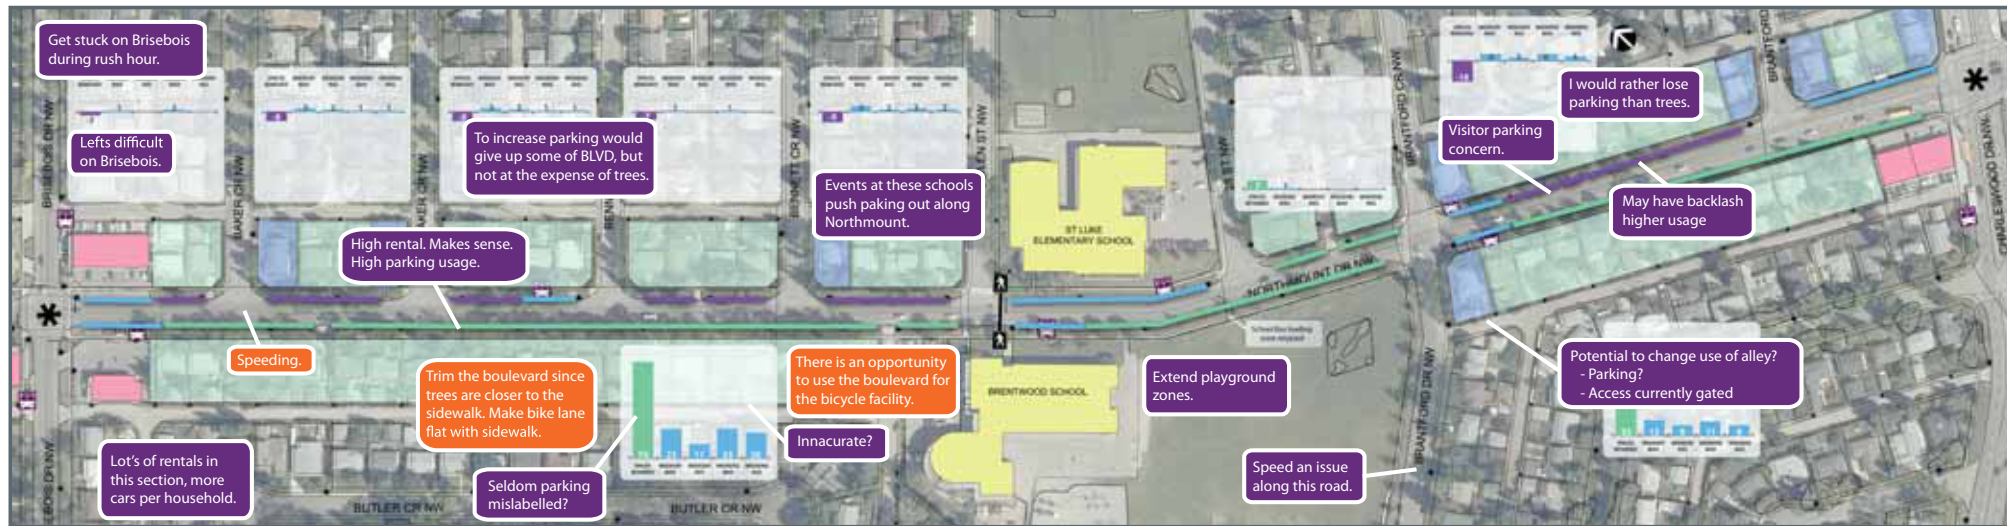 Get stuck on Brisebois
during rush hour.
Lefts difficult
on Brisebois.
To increase parking would
give up some of BLVD, but
not at the expense of trees.
Events at these schools
push paking out along
Northmount.
High rental. Makes sense.
High parking usage.
I would rather lose
parking than trees.
Visitor parking
concern.
May have backlash
higher usage
Speeding.
Trim the boulevard since
trees are closer to the
sidewalk. Make bike lane
flat with sidewalk.
There is an opportunity
to use the boulevard for
the bicycle facility.
Innacurate?
Seldom parking
mislabelled?
Lot's of rentals in
this section, more
cars per household.
Extend playground
zones.
Speed an issue
along this road.
Potential to change use of alley?
- Parking?
- Access currently gated
BRISEBOIS DR NW
BAKER CR NW
BENNETT CR NW
ST LUKE
ELEMENTARY SCHOOL
BRENTWOOD SCHOOL
NORTHMOUNT DR NW
BRANTFORD CR NW
BRANTFORD DR NW
BUTLER CR NW
BUTLER CR NW